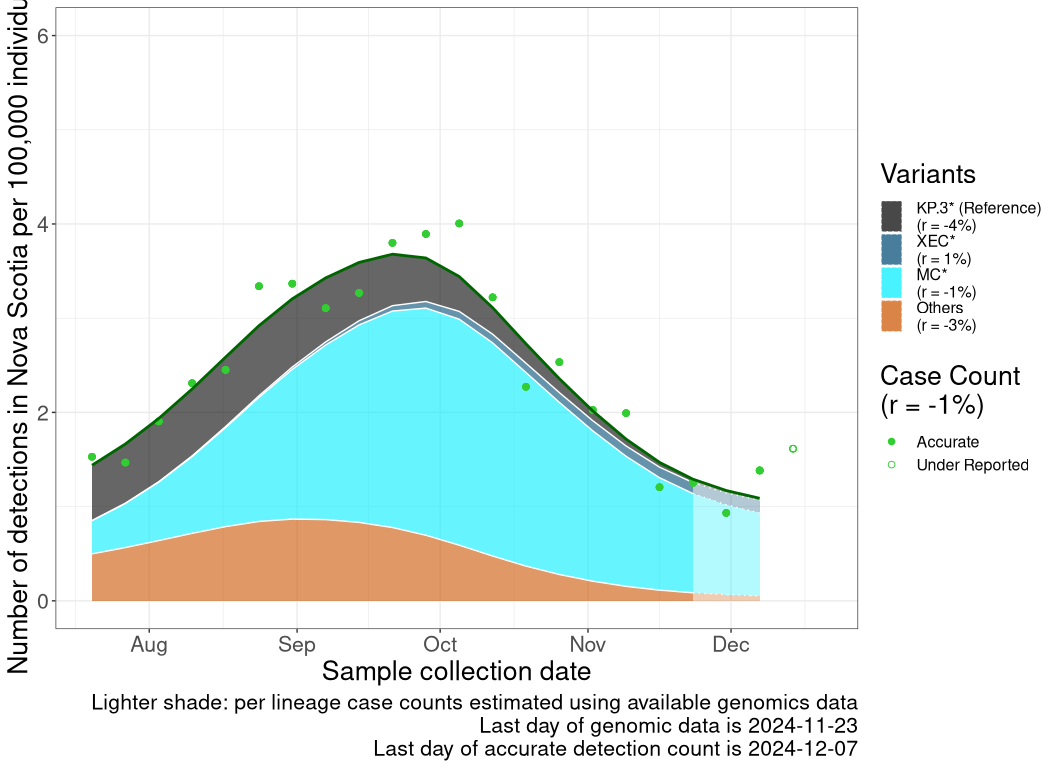 Number of detections in Nova Scotia per 100,000
6
4
2
0
Aug Sep Oct Nov Dec
Sample collection date
Lighter shade: per lineage case counts estimated using available genomics data
Last day of genomic data is 2024-11-23
Last day of accurate detection count is 2024-12-07
Variants
KP.3* (Reference)
(r = -4%)
XEC*
(r = 1%)
MC*
(r = -1%)
Others
(r = -3%)
Case Count
(r = -1%)
Accurate
Under Reported